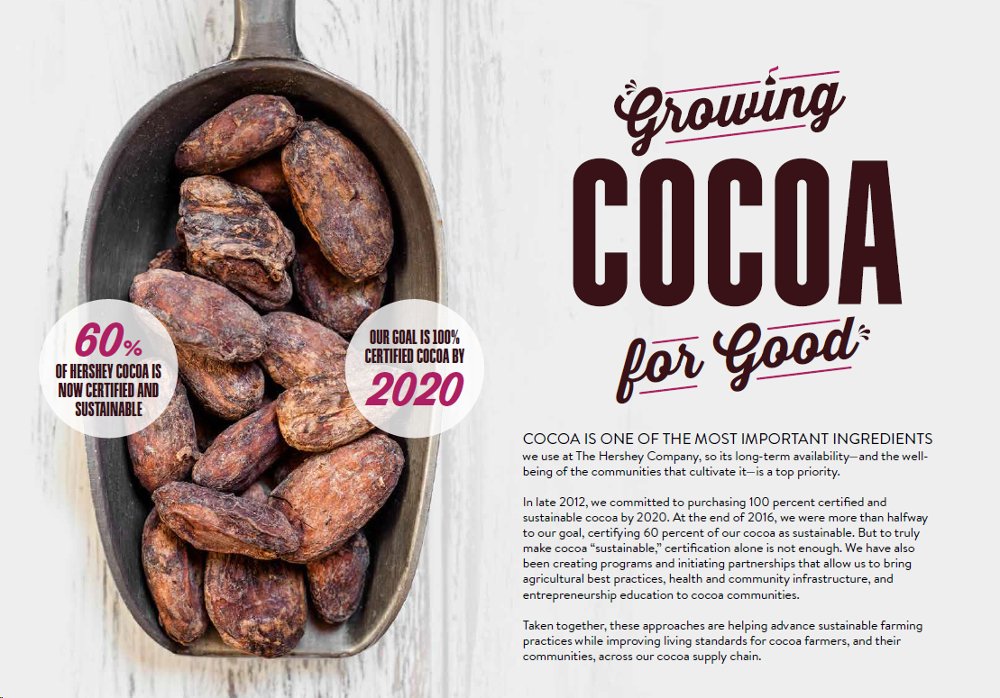 Growing
COCOA
for Good
60%
OF HERSHEY COCOA IS
NOW CERTIFIED AND
SUSTAINABLE
OUR GOAL IS 100%
CERTIFIED COCOA BY
2020
COCOA IS ONE OF THE MOST IMPORTANT INGREDIENTS
we use at The Hershey Company, so its long-term availability—and the well-
being of the communities that cultivate it—is a top priority.
In late 2012, we committed to purchasing 100 percent certified and
sustainable cocoa by 2020. At the end of 2016, we were more than halfway
to our goal, certifying 60 percent of our cocoa as sustainable. But to truly
make cocoa “sustainable,” certification alone is not enough. We have also
been creating programs and initiating partnerships that allow us to bring
agricultural best practices, health and community infrastructure, and
entrepreneurship education to cocoa communities.
Taken together, these approaches are helping advance sustainable farming
practices while improving living standards for cocoa farmers, and their
communities, across our cocoa supply chain.